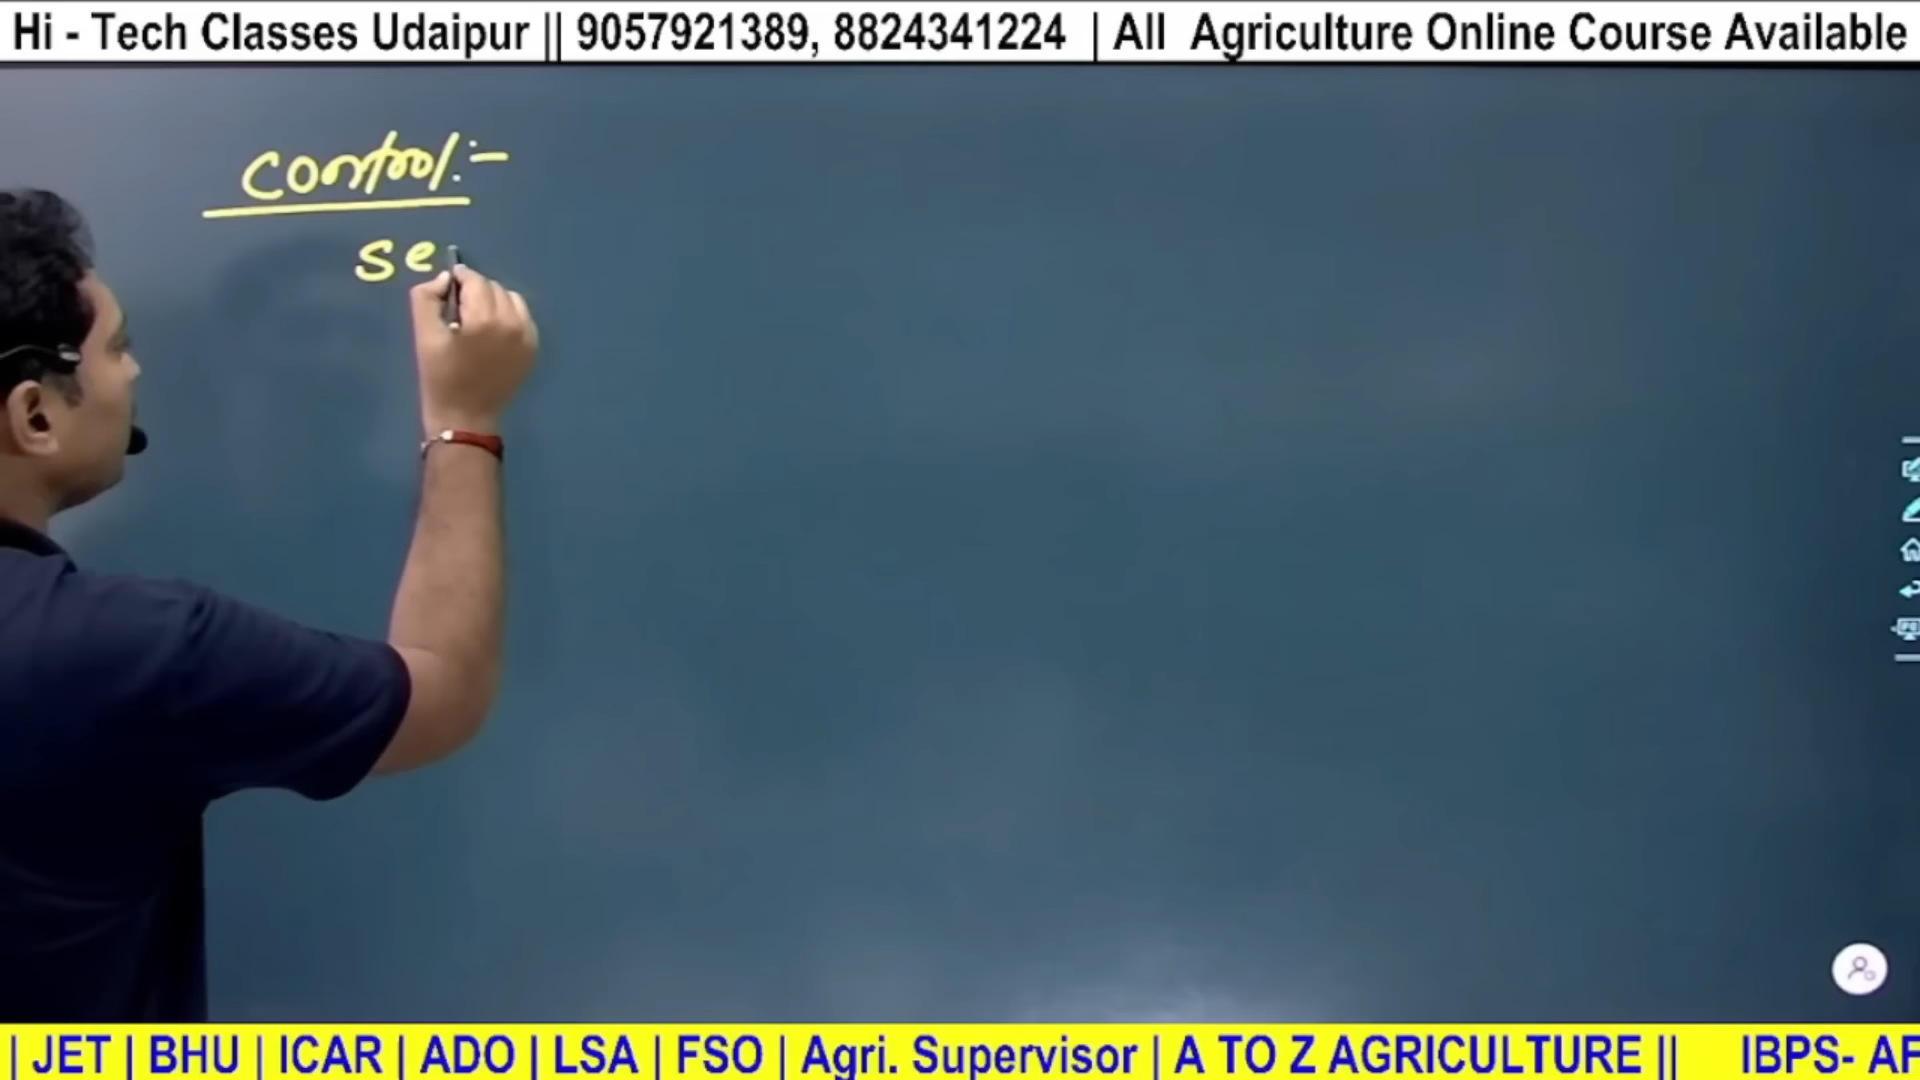 Hi - Tech Classes Udaipur || 9057921389, 8824341224 | All Agriculture Online Course Available
Control:-
se
| JET | BHU | ICAR | ADO | LSA | FSO | Agri. Supervisor | A TO Z AGRICULTURE || IBPS- AF